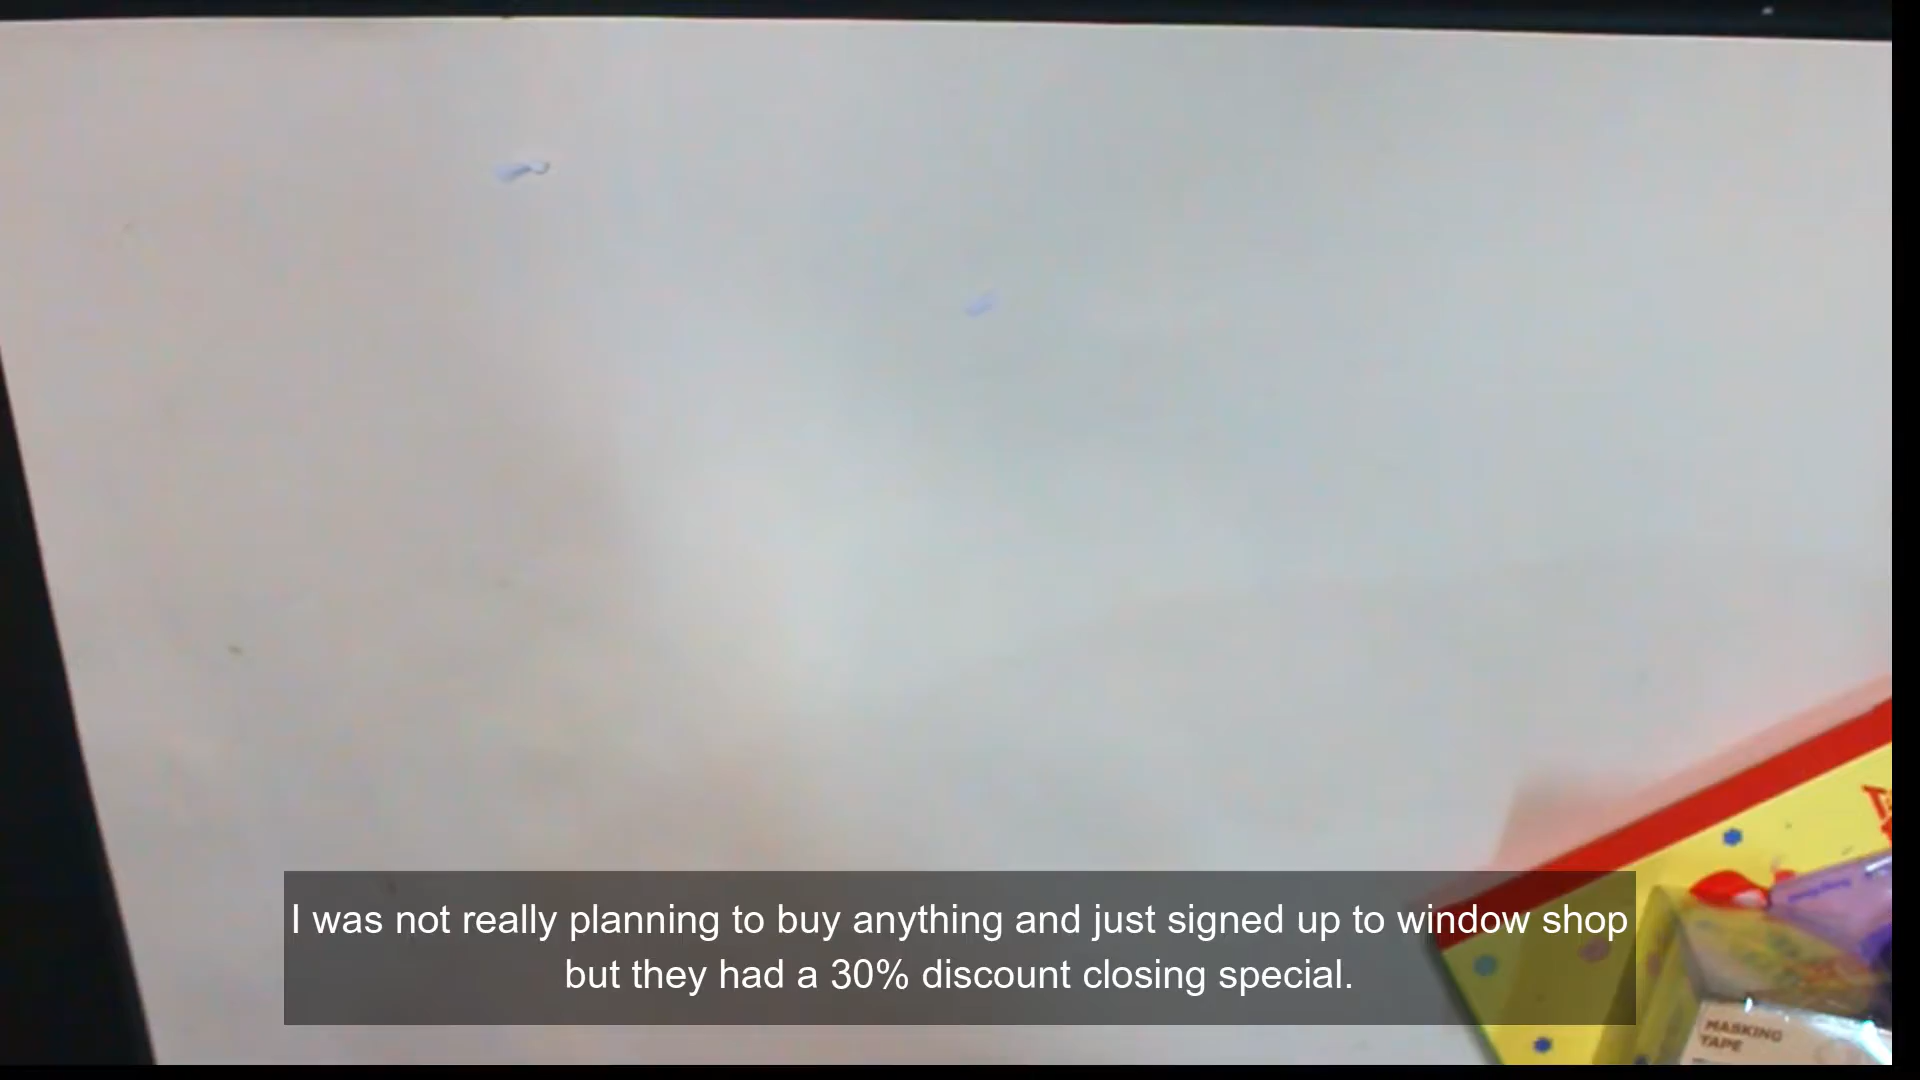 I was not really planning to buy anything and just signed up to window shop
but they had a 30% discount closing special.
MASKING
TAPE